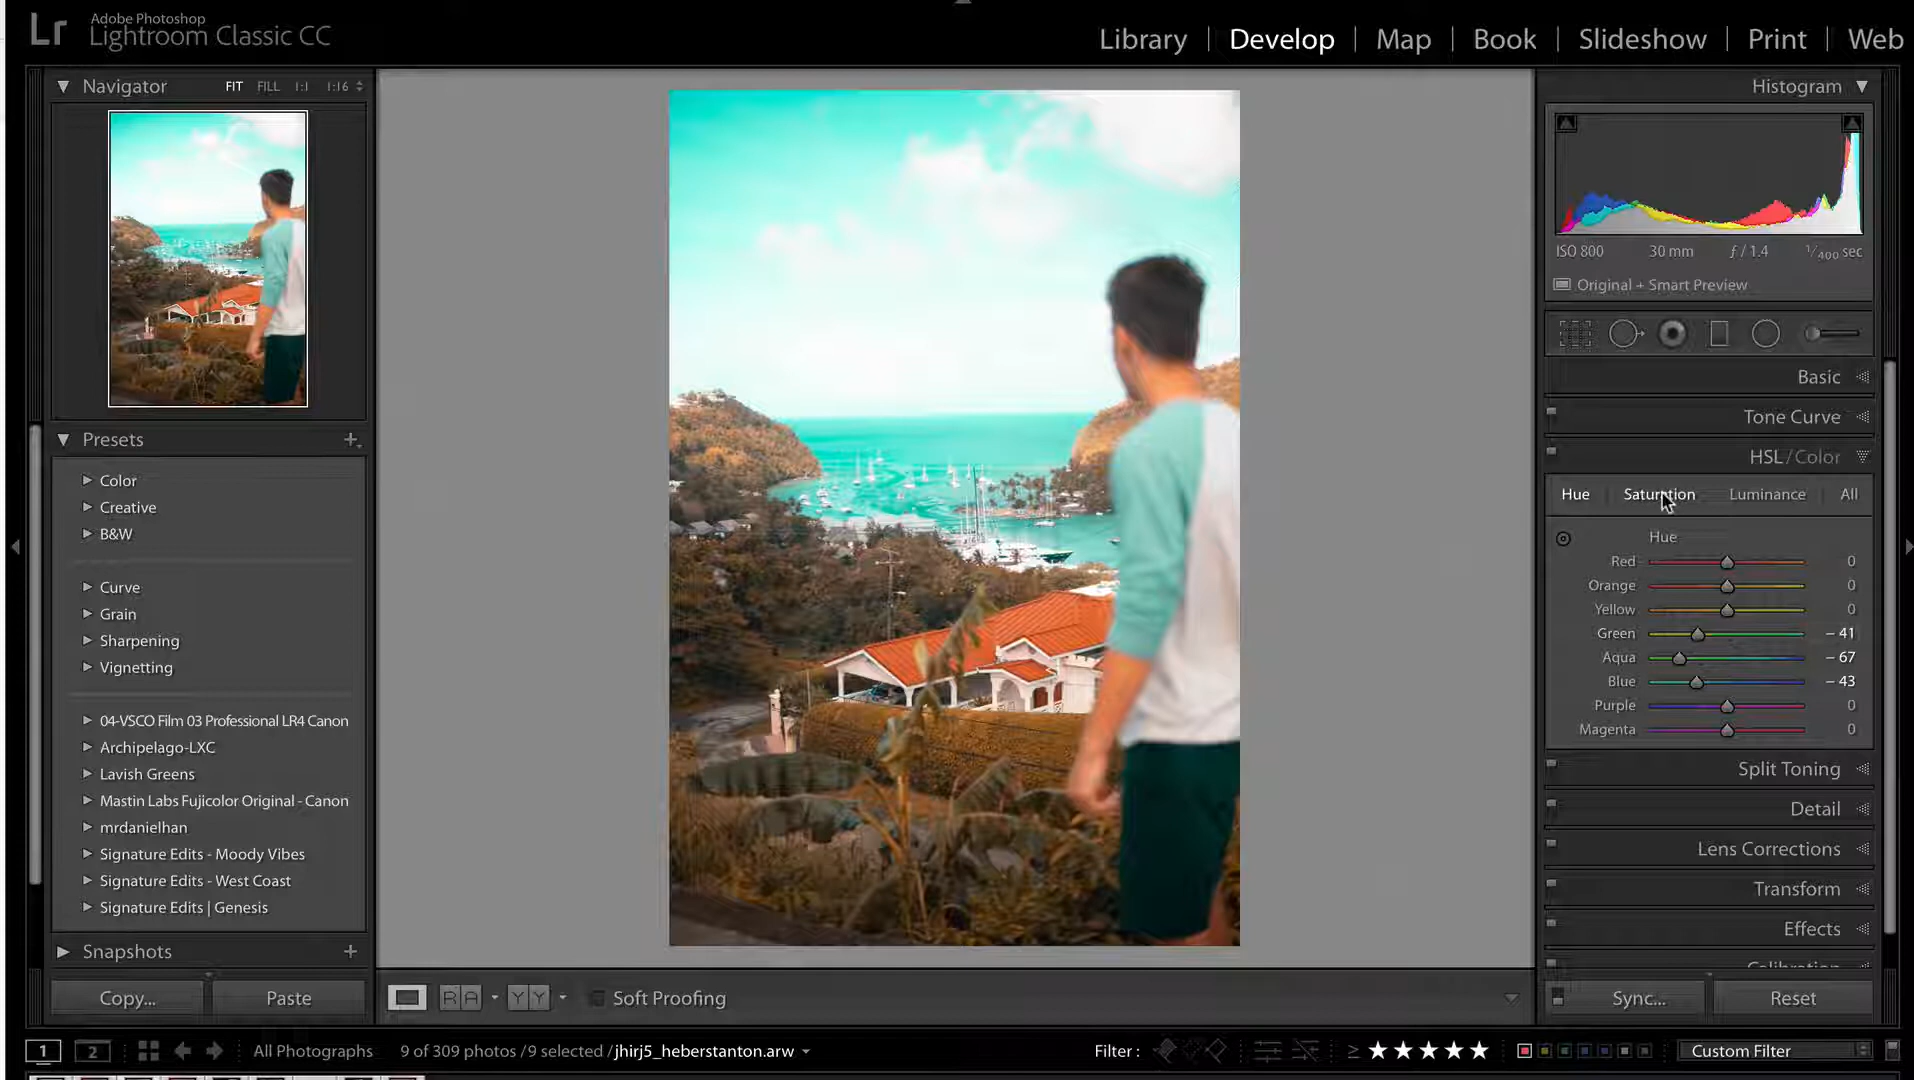 Lr
Adobe Photoshop
Lightroom Classic CC
Library | Develop | Map | Book | Slideshow | Print | Web
Navigator FIT FILL 1:1 1:16
Presets
Color
Creative
B&W
Curve
Grain
Sharpening
Vignetting
04-VSCO Film 03 Professional LR4 Canon
Archipelago-LXC
Lavish Greens
Mastin Labs Fujicolor Original - Canon
mrdanielhan
Signature Edits - Moody Vibes
Signature Edits - West Coast
Signature Edits | Genesis
Snapshots
Copy... Paste
R A Y Y Soft Proofing
Histogram
ISO 800 30 mm ƒ / 1.4 1/400 sec
Original + Smart Preview
Basic
Tone Curve
HSL / Color
Hue Saturation Luminance All
Hue
Red 0
Orange 0
Yellow 0
Green – 41
Aqua – 67
Blue – 43
Purple 0
Magenta 0
Split Toning
Detail
Lens Corrections
Transform
Effects
Calibration
Sync... Reset
1 2 All Photographs 9 of 309 photos /9 selected /jhirj5_heberstanton.arw Filter : ≥ ★★★★★ Custom Filter